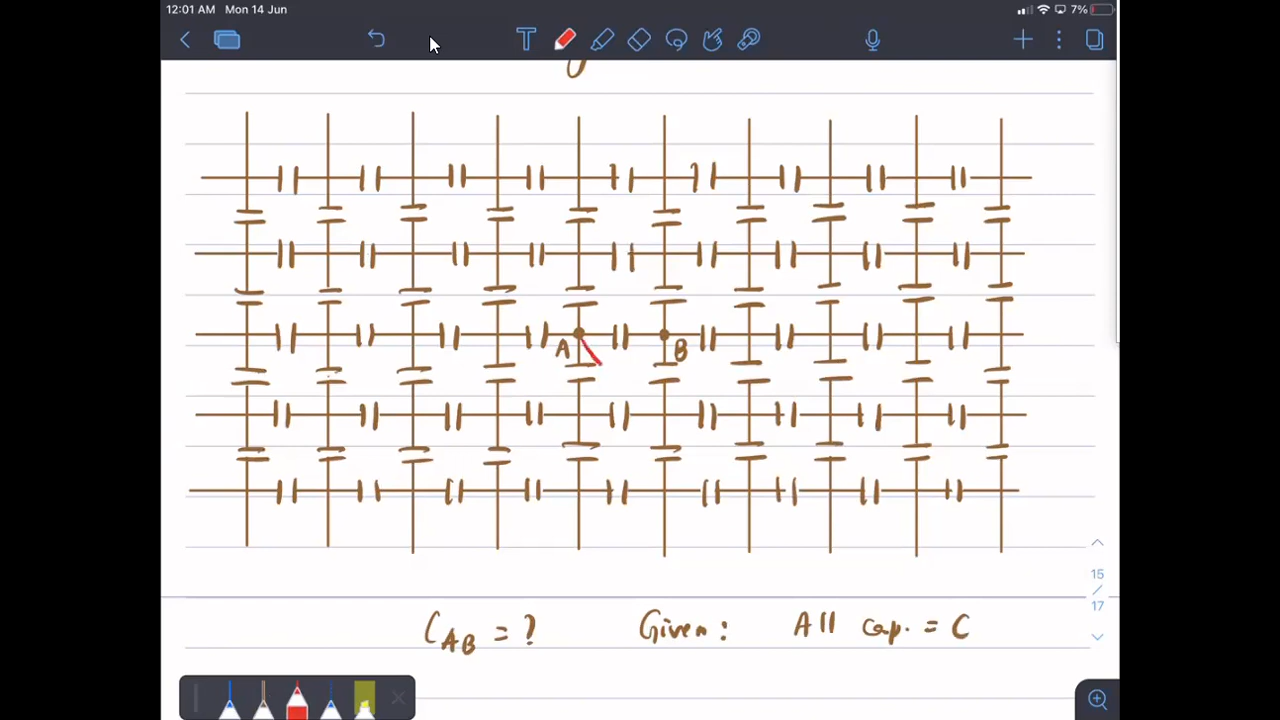 12:01 AM Mon 14 Jun 7%
T
A B
15
17
C_AB = ? Given: All cap. = C